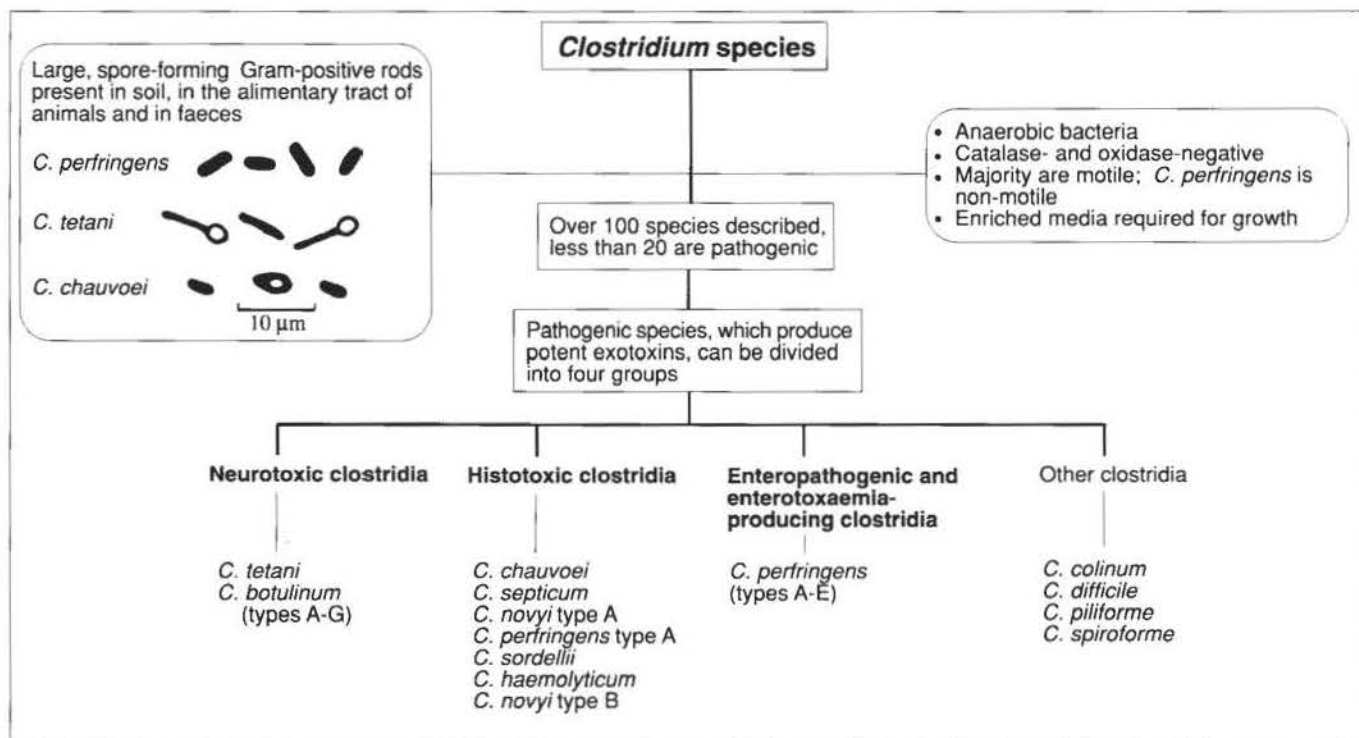 Clostridium species
Large, spore-forming Gram-positive rods
present in soil, in the alimentary tract of
animals and in faeces
C. perfringens
C. tetani
C. chauvoei
10 µm
• Anaerobic bacteria
• Catalase- and oxidase-negative
• Majority are motile; C. perfringens is
non-motile
• Enriched media required for growth
Over 100 species described,
less than 20 are pathogenic
Pathogenic species, which produce
potent exotoxins, can be divided
into four groups
Neurotoxic clostridia
C. tetani
C. botulinum
(types A-G)
Histotoxic clostridia
C. chauvoei
C. septicum
C. novyi type A
C. perfringens type A
C. sordellii
C. haemolyticum
C. novyi type B
Enteropathogenic and
enterotoxaemia-
producing clostridia
C. perfringens
(types A-E)
Other clostridia
C. colinum
C. difficile
C. piliforme
C. spiroforme